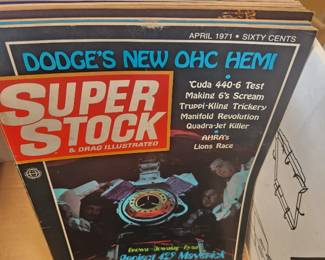 APRIL 1971 • SIXTY CENTS
DODGE'S NEW OHC HEMI
SUPER
STOCK
& DRAG ILLUSTRATED
'Cuda 440-6 Test
Making 6's Scream
Truppi-Kling Trickery
Manifold Revolution
Quadra-Jet Killer
AHRA's
Lions Race
Maverick